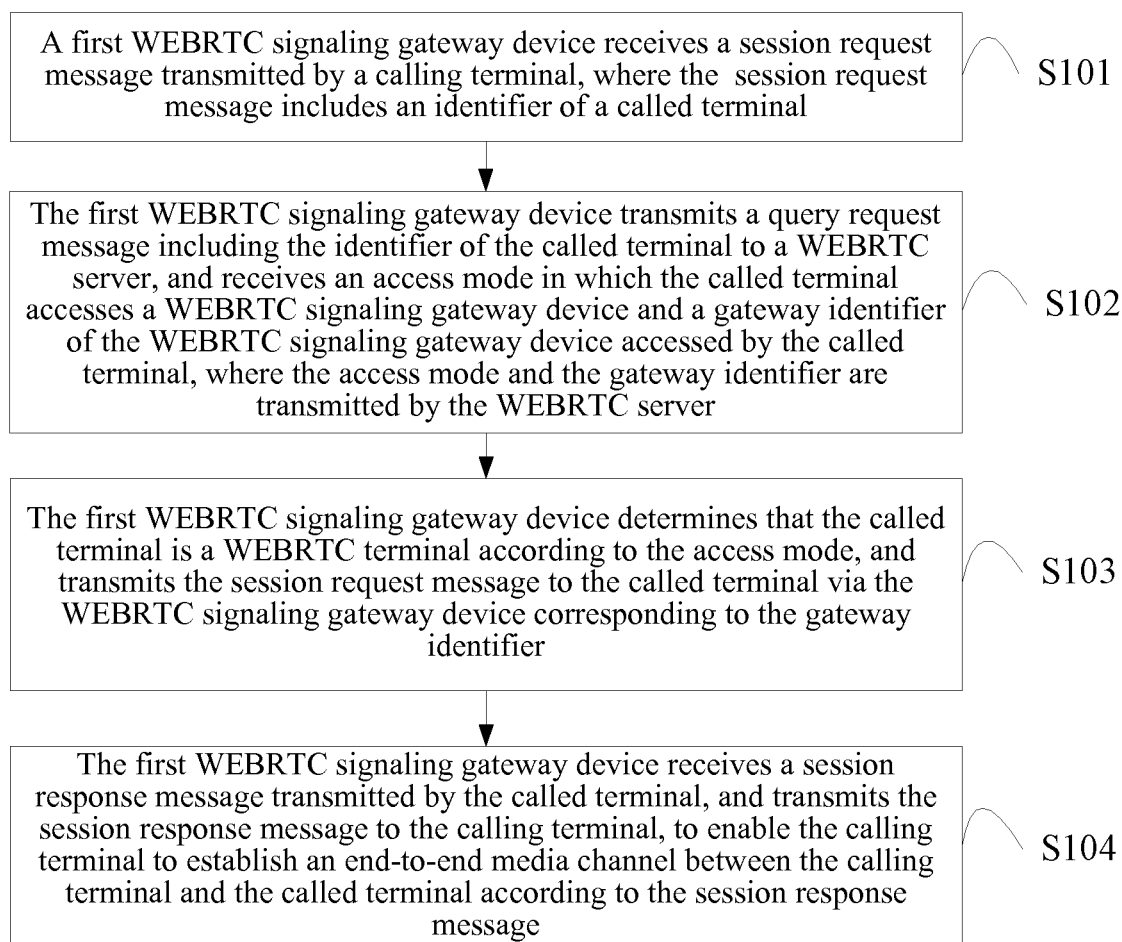 A first WEBRTC signaling gateway device receives a session request
message transmitted by a calling terminal, where the session request
message includes an identifier of a called terminal
S101
The first WEBRTC signaling gateway device transmits a query request
message including the identifier of the called terminal to a WEBRTC
server, and receives an access mode in which the called terminal
accesses a WEBRTC signaling gateway device and a gateway identifier
of the WEBRTC signaling gateway device accessed by the called
terminal, where the access mode and the gateway identifier are
transmitted by the WEBRTC server
S102
The first WEBRTC signaling gateway device determines that the called
terminal is a WEBRTC terminal according to the access mode, and
transmits the session request message to the called terminal via the
WEBRTC signaling gateway device corresponding to the gateway
identifier
S103
The first WEBRTC signaling gateway device receives a session
response message transmitted by the called terminal, and transmits the
session response message to the calling terminal, to enable the calling
terminal to establish an end-to-end media channel between the calling
terminal and the called terminal according to the session response
message
S104